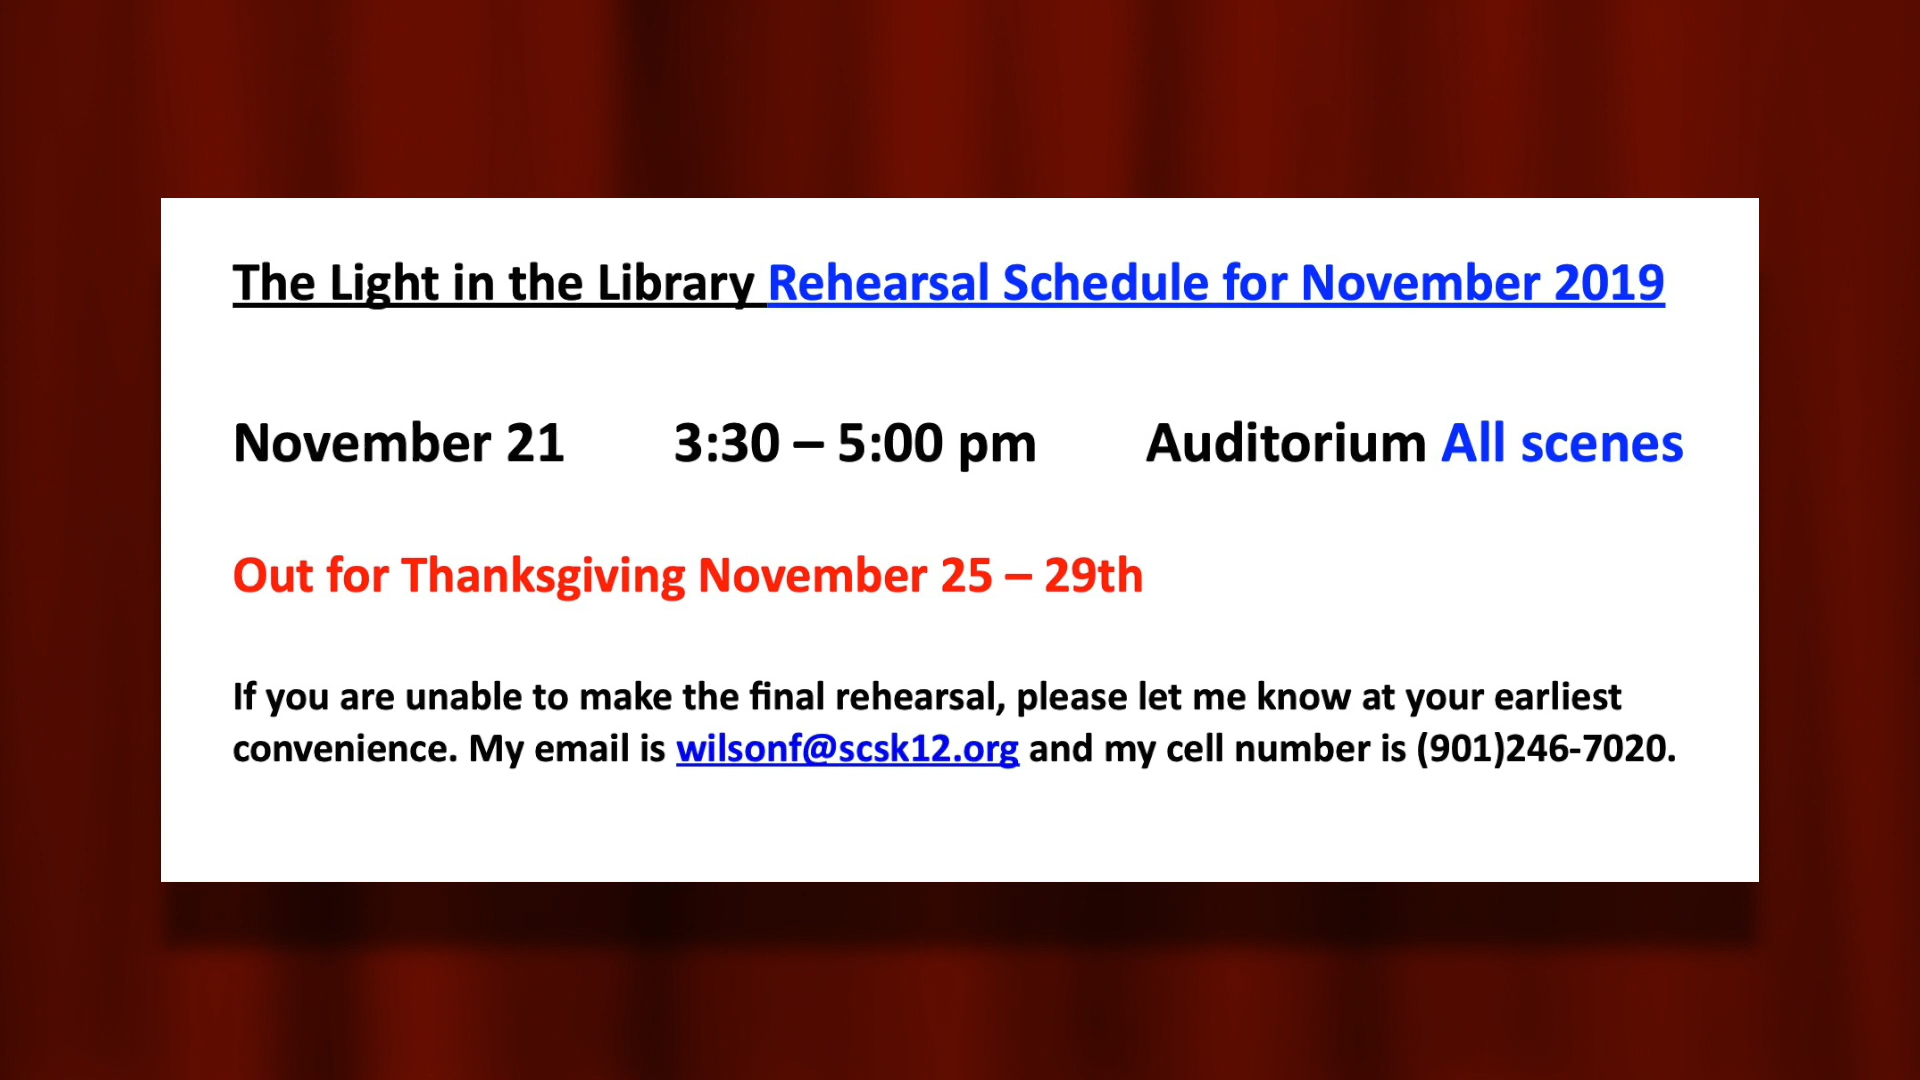 The Light in the Library Rehearsal Schedule for November 2019
November 21 3:30 – 5:00 pm Auditorium All scenes
Out for Thanksgiving November 25 – 29th
If you are unable to make the final rehearsal, please let me know at your earliest
convenience. My email is wilsonf@scsk12.org and my cell number is (901)246-7020.